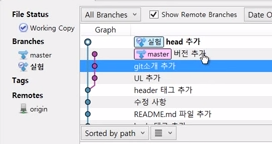 File Status
Working Copy
Branches
master
실험
Tags
Remotes
origin
All Branches
Show Remote Branches
Date O
Graph
실험 head 추가
master 버전 추가
git소개 추가
UL 추가
header 태그 추가
수정 사항
README.md 파일 추가
Sorted by path